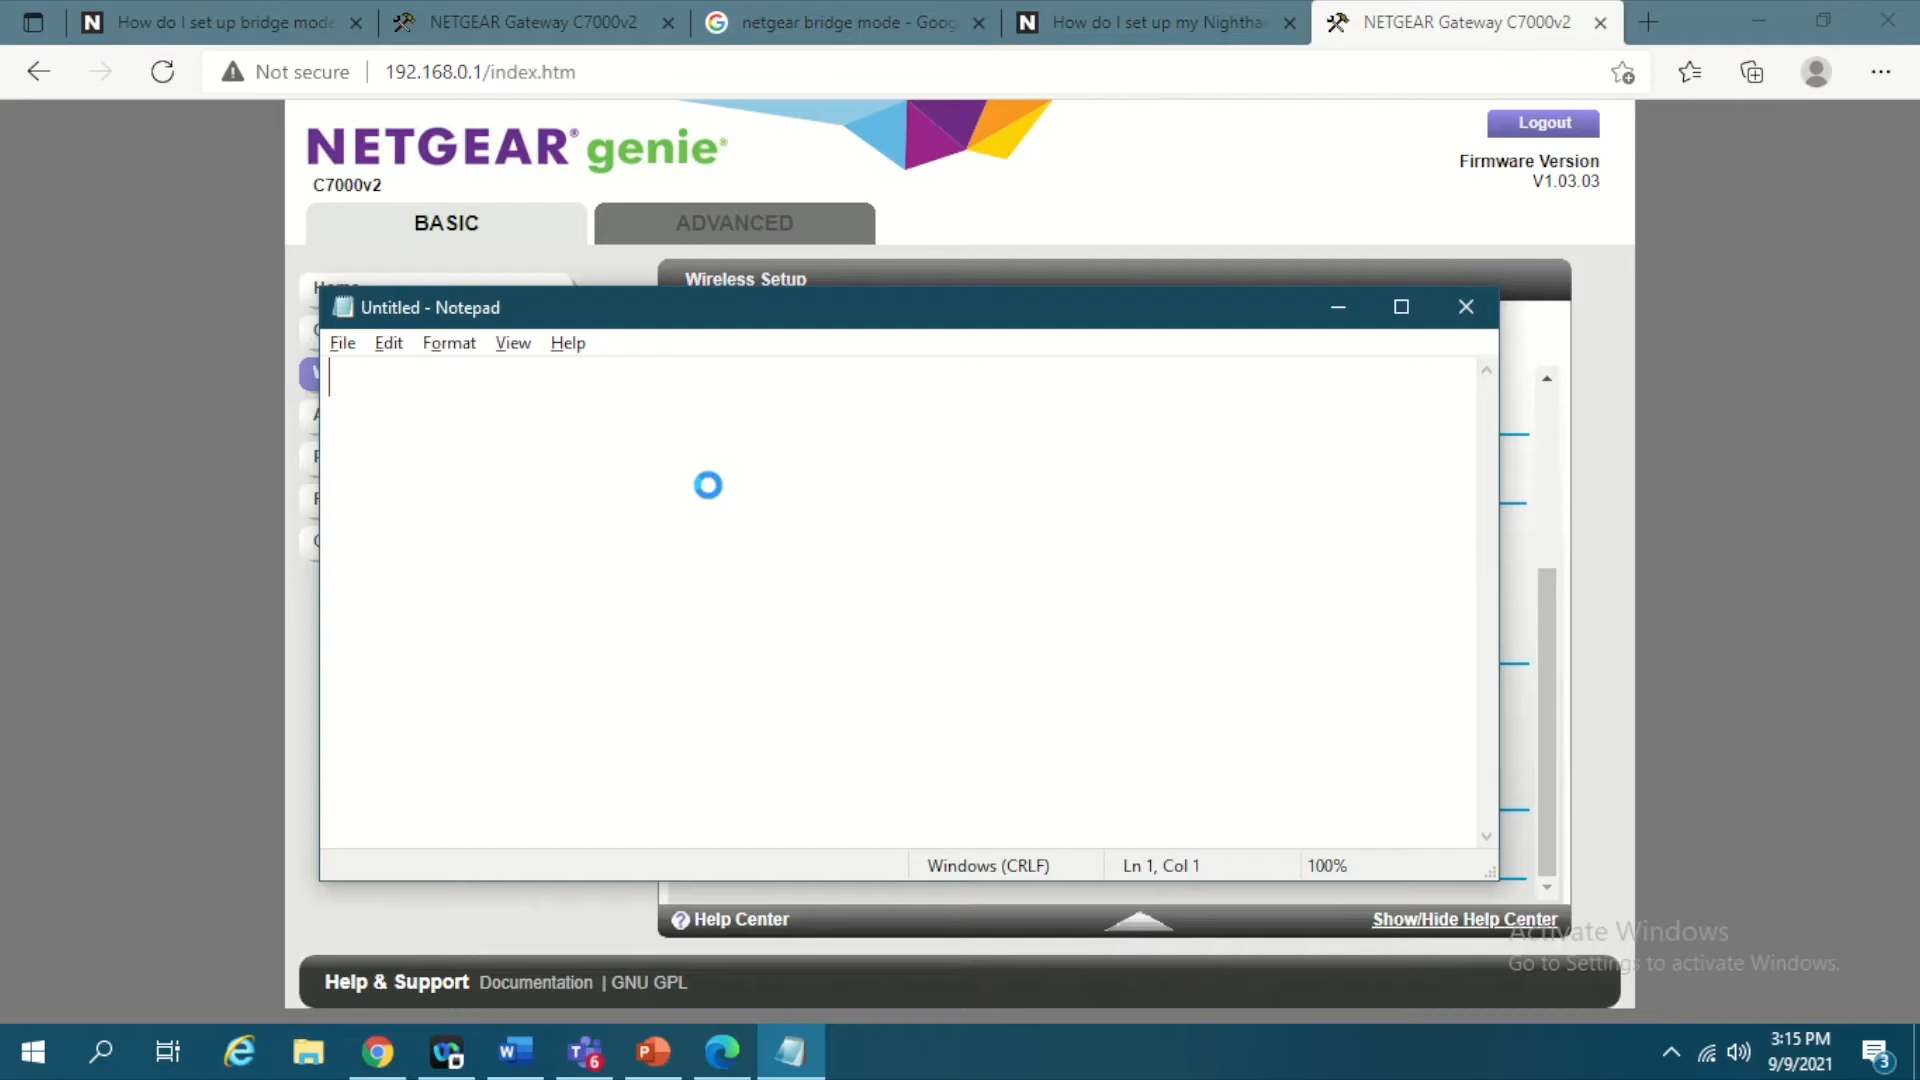 How do I set up bridge mode
NETGEAR Gateway C7000v2
netgear bridge mode - Goog
How do I set up my Nightha
NETGEAR Gateway C7000v2
Not secure
192.168.0.1/index.htm
NETGEAR® genie®
C7000v2
Logout
Firmware Version
V1.03.03
BASIC
ADVANCED
Wireless Setup
Untitled - Notepad
File Edit Format View Help
Windows (CRLF)
Ln 1, Col 1
100%
Help Center
Show/Hide Help Center
Activate Windows
Go to Settings to activate Windows.
Help & Support Documentation | GNU GPL
6
3:15 PM
9/9/2021
3